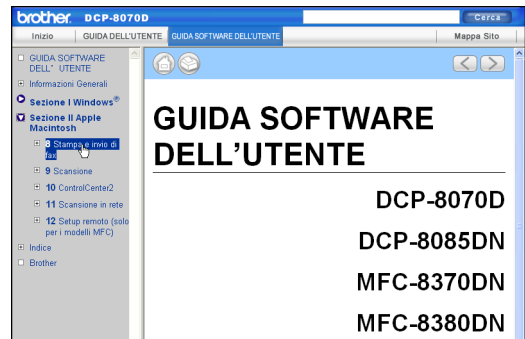 brother. DCP-8070D
Cerca
Inizio GUIDA DELL'UTENTE GUIDA SOFTWARE DELL'UTENTE Mappa Sito
GUIDA SOFTWARE
DELL' UTENTE
Informazioni Generali
Sezione I Windows®
Sezione II Apple
Macintosh
8 Stampa e invio di
fax
9 Scansione
10 ControlCenter2
11 Scansione in rete
12 Setup remoto (solo
per i modelli MFC)
Indice
Brother
GUIDA SOFTWARE
DELL'UTENTE
DCP-8070D
DCP-8085DN
MFC-8370DN
MFC-8380DN